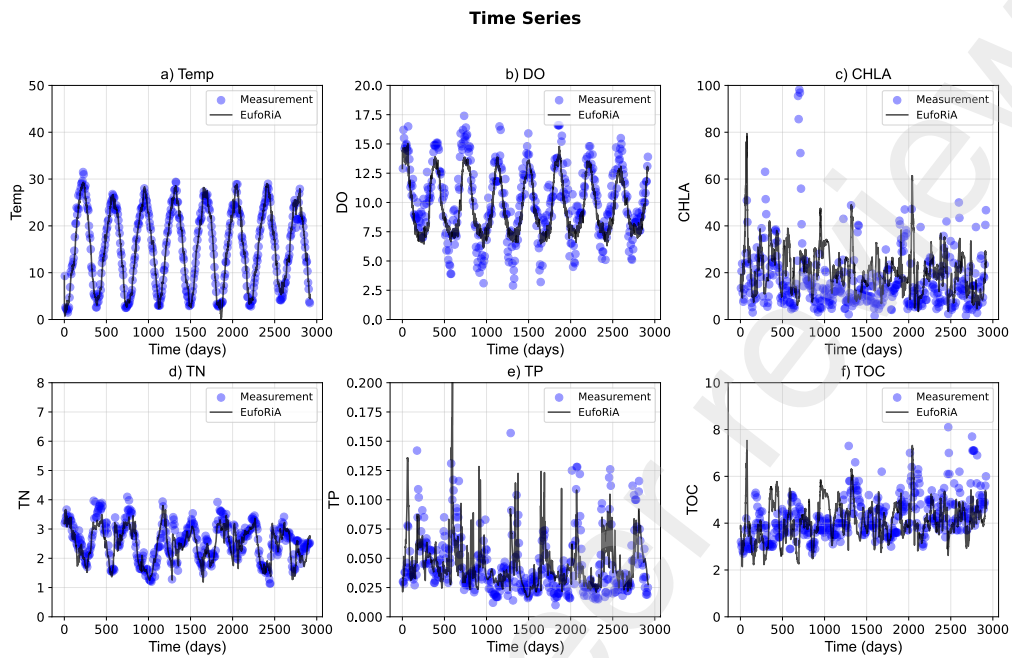 Time Series
a) Temp
50
40
30
20
10
0
0 500 1000 1500 2000 2500 3000
Temp
Time (days)
Measurement
EufoRiA
b) DO
20.0
17.5
15.0
12.5
10.0
7.5
5.0
2.5
0.0
0 500 1000 1500 2000 2500 3000
DO
Time (days)
Measurement
EufoRiA
c) CHLA
100
80
60
40
20
0
0 500 1000 1500 2000 2500 3000
CHLA
Time (days)
Measurement
EufoRiA
d) TN
8
7
6
5
4
3
2
1
0
0 500 1000 1500 2000 2500 3000
TN
Time (days)
Measurement
EufoRiA
e) TP
0.200
0.175
0.150
0.125
0.100
0.075
0.050
0.025
0.000
0 500 1000 1500 2000 2500 3000
TP
Time (days)
Measurement
EufoRiA
f) TOC
10
8
6
4
2
0
0 500 1000 1500 2000 2500 3000
TOC
Time (days)
Measurement
EufoRiA
eer review